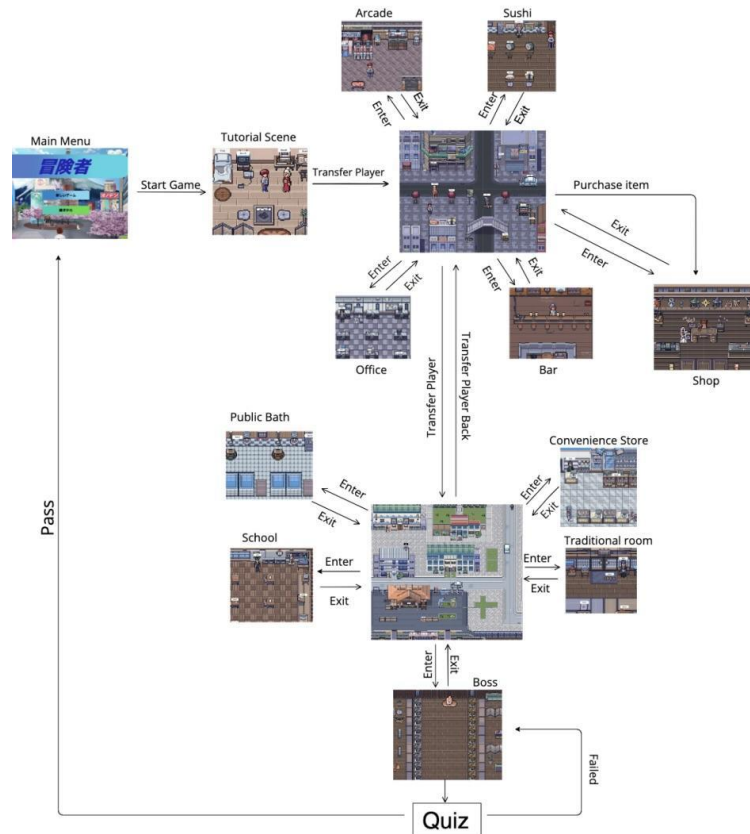 Arcade
Sushi
Enter
Exit
Enter
Exit
Main Menu
冒険者
Start Game
Tutorial Scene
Transfer Player
Purchase item
Exit
Enter
Enter
Exit
Enter
Exit
Office
Bar
Shop
Transfer Player
Transfer Player Back
Public Bath
Enter
Exit
Convenience Store
Enter
Exit
School
Enter
Exit
Traditional room
Enter
Exit
Enter
Exit
Boss
Pass
Failed
Quiz